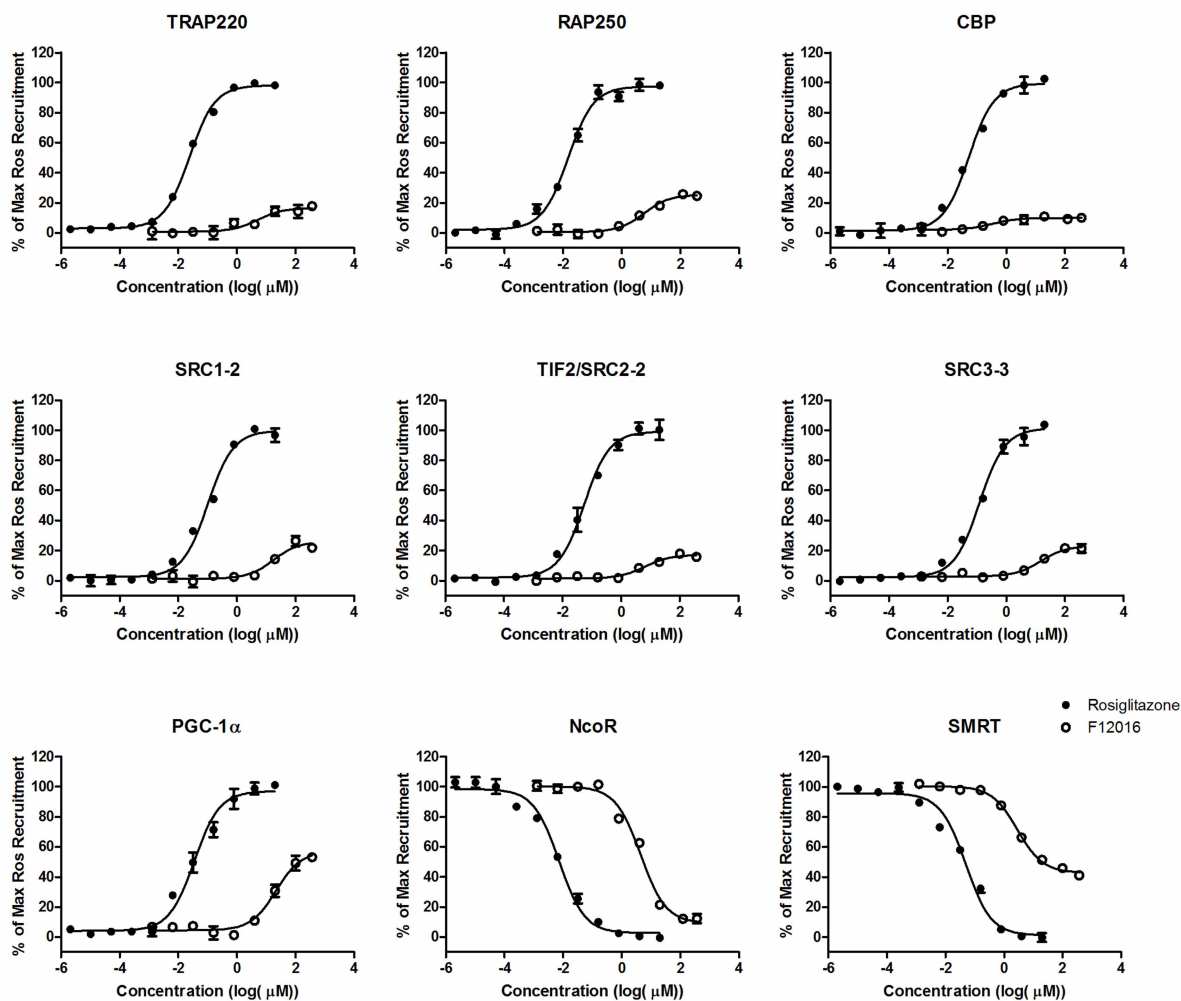 TRAP220
RAP250
CBP
% of Max Ros Recruitment
120
100
80
60
40
20
0
-6 -4 -2 0 2 4
Concentration (log( μM))
% of Max Ros Recruitment
120
100
80
60
40
20
0
-6 -4 -2 0 2 4
Concentration (log( μM))
% of Max Ros Recruitment
120
100
80
60
40
20
0
-6 -4 -2 0 2 4
Concentration (log( μM))
SRC1-2
TIF2/SRC2-2
SRC3-3
% of Max Ros Recruitment
120
100
80
60
40
20
0
-6 -4 -2 0 2 4
Concentration (log( μM))
% of Max Ros Recruitment
120
100
80
60
40
20
0
-6 -4 -2 0 2 4
Concentration (log( μM))
% of Max Ros Recruitment
120
100
80
60
40
20
0
-6 -4 -2 0 2 4
Concentration (log( μM))
Rosiglitazone
F12016
PGC-1α
NcoR
SMRT
% of Max Ros Recruitment
120
100
80
60
40
20
0
-6 -4 -2 0 2 4
Concentration (log( μM))
% of Max Recruitment
120
100
80
60
40
20
0
-6 -4 -2 0 2 4
Concentration (log( μM))
% of Max Recruitment
120
100
80
60
40
20
0
-6 -4 -2 0 2 4
Concentration (log( μM))